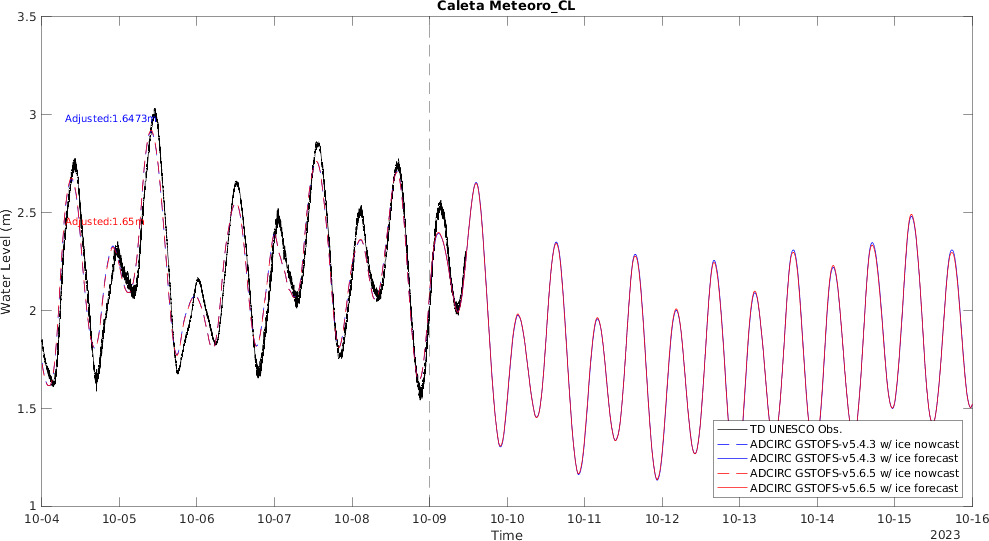 Caleta Meteoro_CL
3.5
3
2.5
2
1.5
1
Water Level (m)
Adjusted:1.6473m
Adjusted:1.65m
TD UNESCO Obs.
ADCIRC GSTOFS-v5.4.3 w/ ice nowcast
ADCIRC GSTOFS-v5.4.3 w/ ice forecast
ADCIRC GSTOFS-v5.6.5 w/ ice nowcast
ADCIRC GSTOFS-v5.6.5 w/ ice forecast
10-04 10-05 10-06 10-07 10-08 10-09 10-10 10-11 10-12 10-13 10-14 10-15 10-16
Time
2023